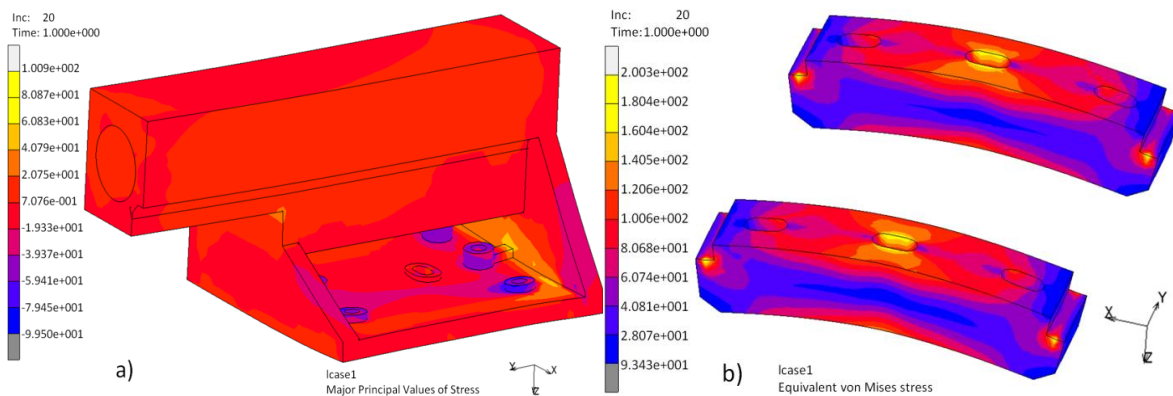 Inc: 20
Time: 1.000e+000
1.009e+002
8.087e+001
6.083e+001
4.079e+001
2.075e+001
7.076e-001
-1.933e+001
-3.937e+001
-5.941e+001
-7.945e+001
-9.950e+001
a)
lcase1
Major Principal Values of Stress
Y
X
Z
Inc: 20
Time: 1.000e+000
2.003e+002
1.804e+002
1.604e+002
1.405e+002
1.206e+002
1.006e+002
8.068e+001
6.074e+001
4.081e+001
2.807e+001
9.343e+001
b)
lcase1
Equivalent von Mises stress
X
Y
Z